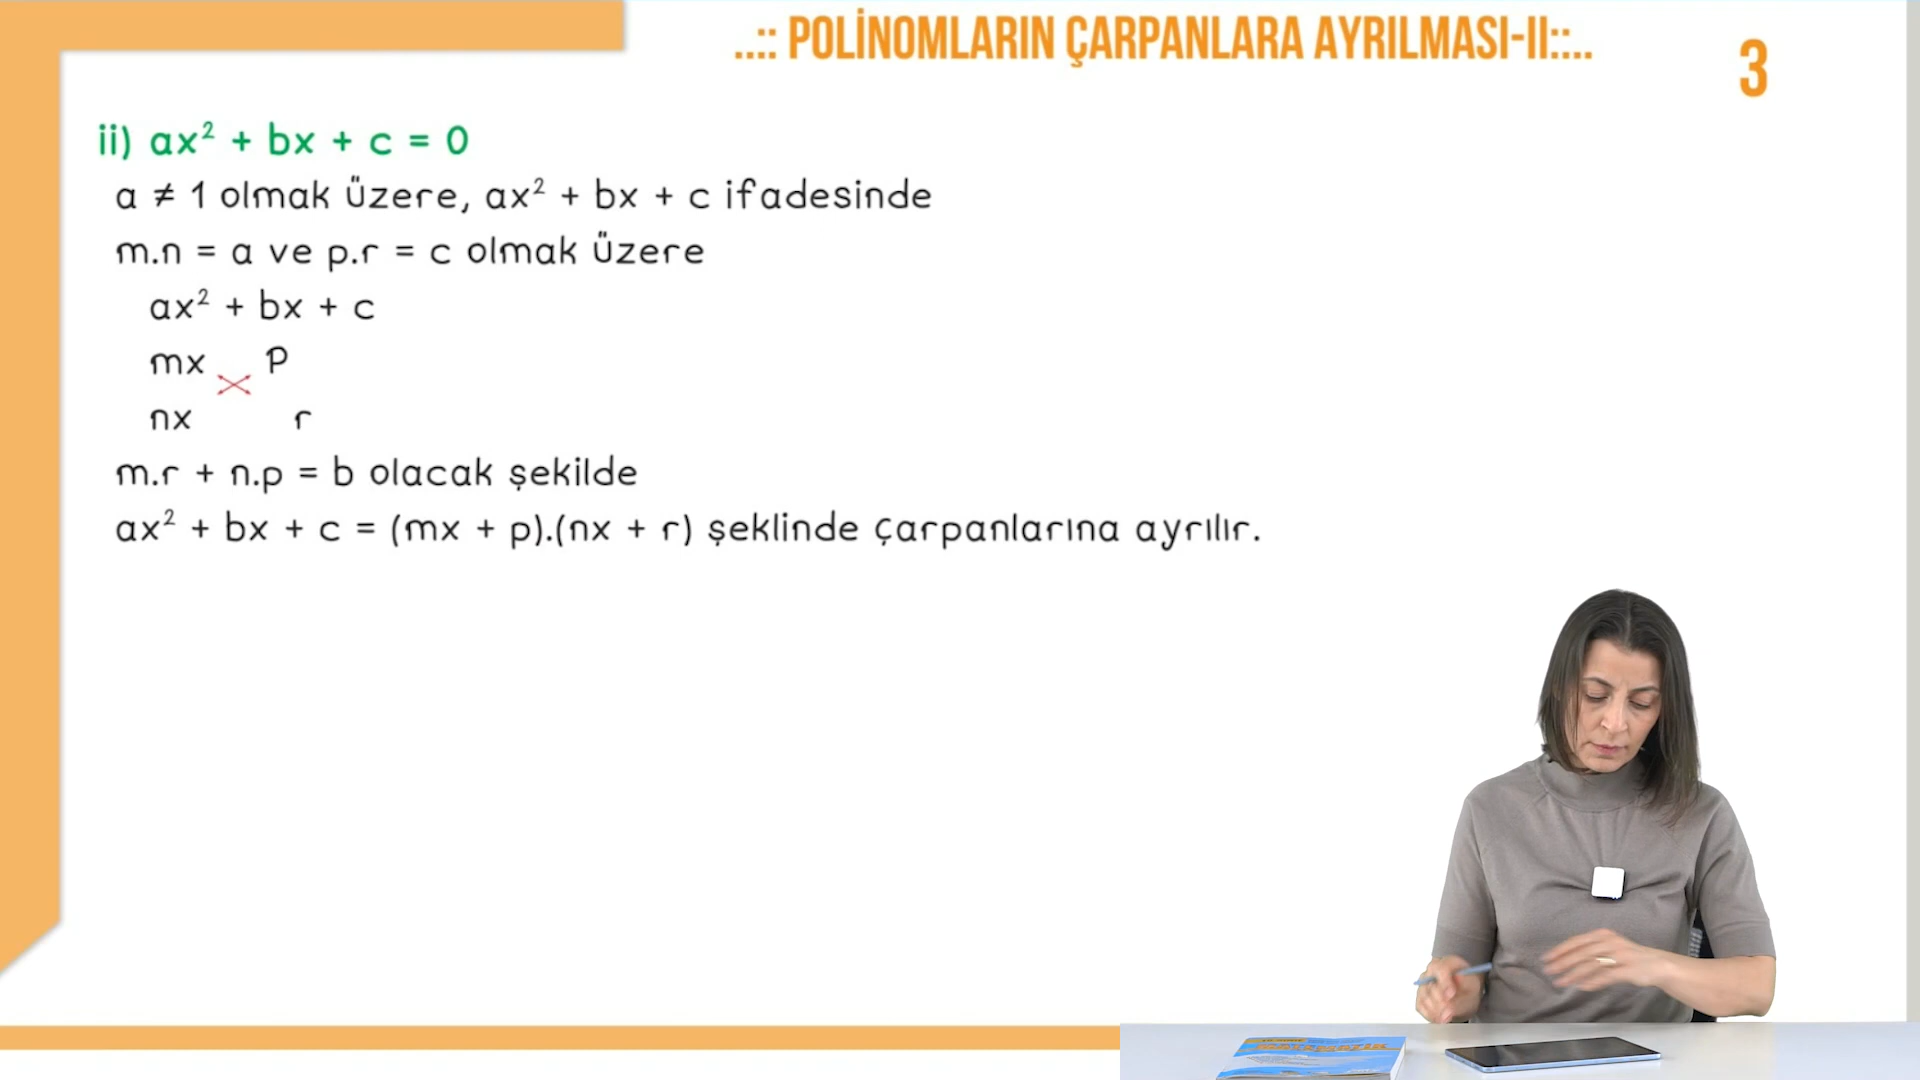 ..:: POLİNOMLARIN ÇARPANLARA AYRILMASI-II::..
3
ii) ax² + bx + c = 0
a ≠ 1 olmak üzere, ax² + bx + c ifadesinde
m.n = a ve p.r = c olmak üzere
ax² + bx + c
mx P
nx r
m.r + n.p = b olacak şekilde
ax² + bx + c = (mx + p).(nx + r) şeklinde çarpanlarına ayrılır.